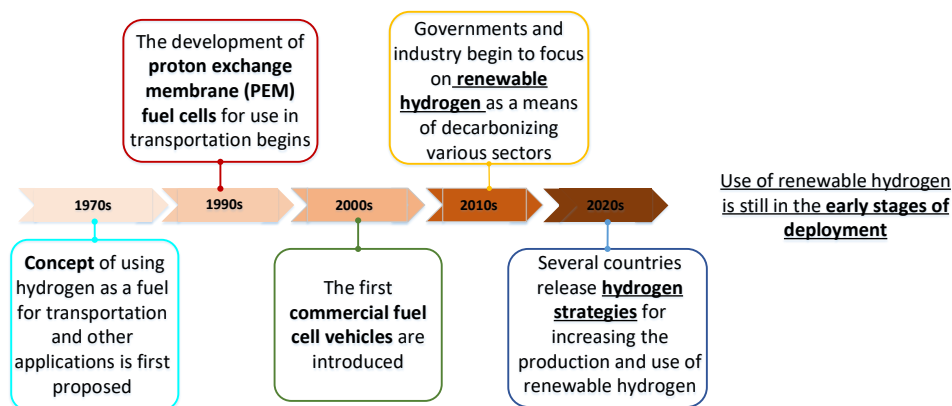 The development of
proton exchange
membrane (PEM)
fuel cells for use in
transportation begins
Governments and
industry begin to focus
on renewable
hydrogen as a means
of decarbonizing
various sectors
1970s
1990s
2000s
2010s
2020s
Use of renewable hydrogen
is still in the early stages of
deployment
Concept of using
hydrogen as a fuel
for transportation
and other
applications is first
proposed
The first
commercial fuel
cell vehicles are
introduced
Several countries
release hydrogen
strategies for
increasing the
production and use of
renewable hydrogen